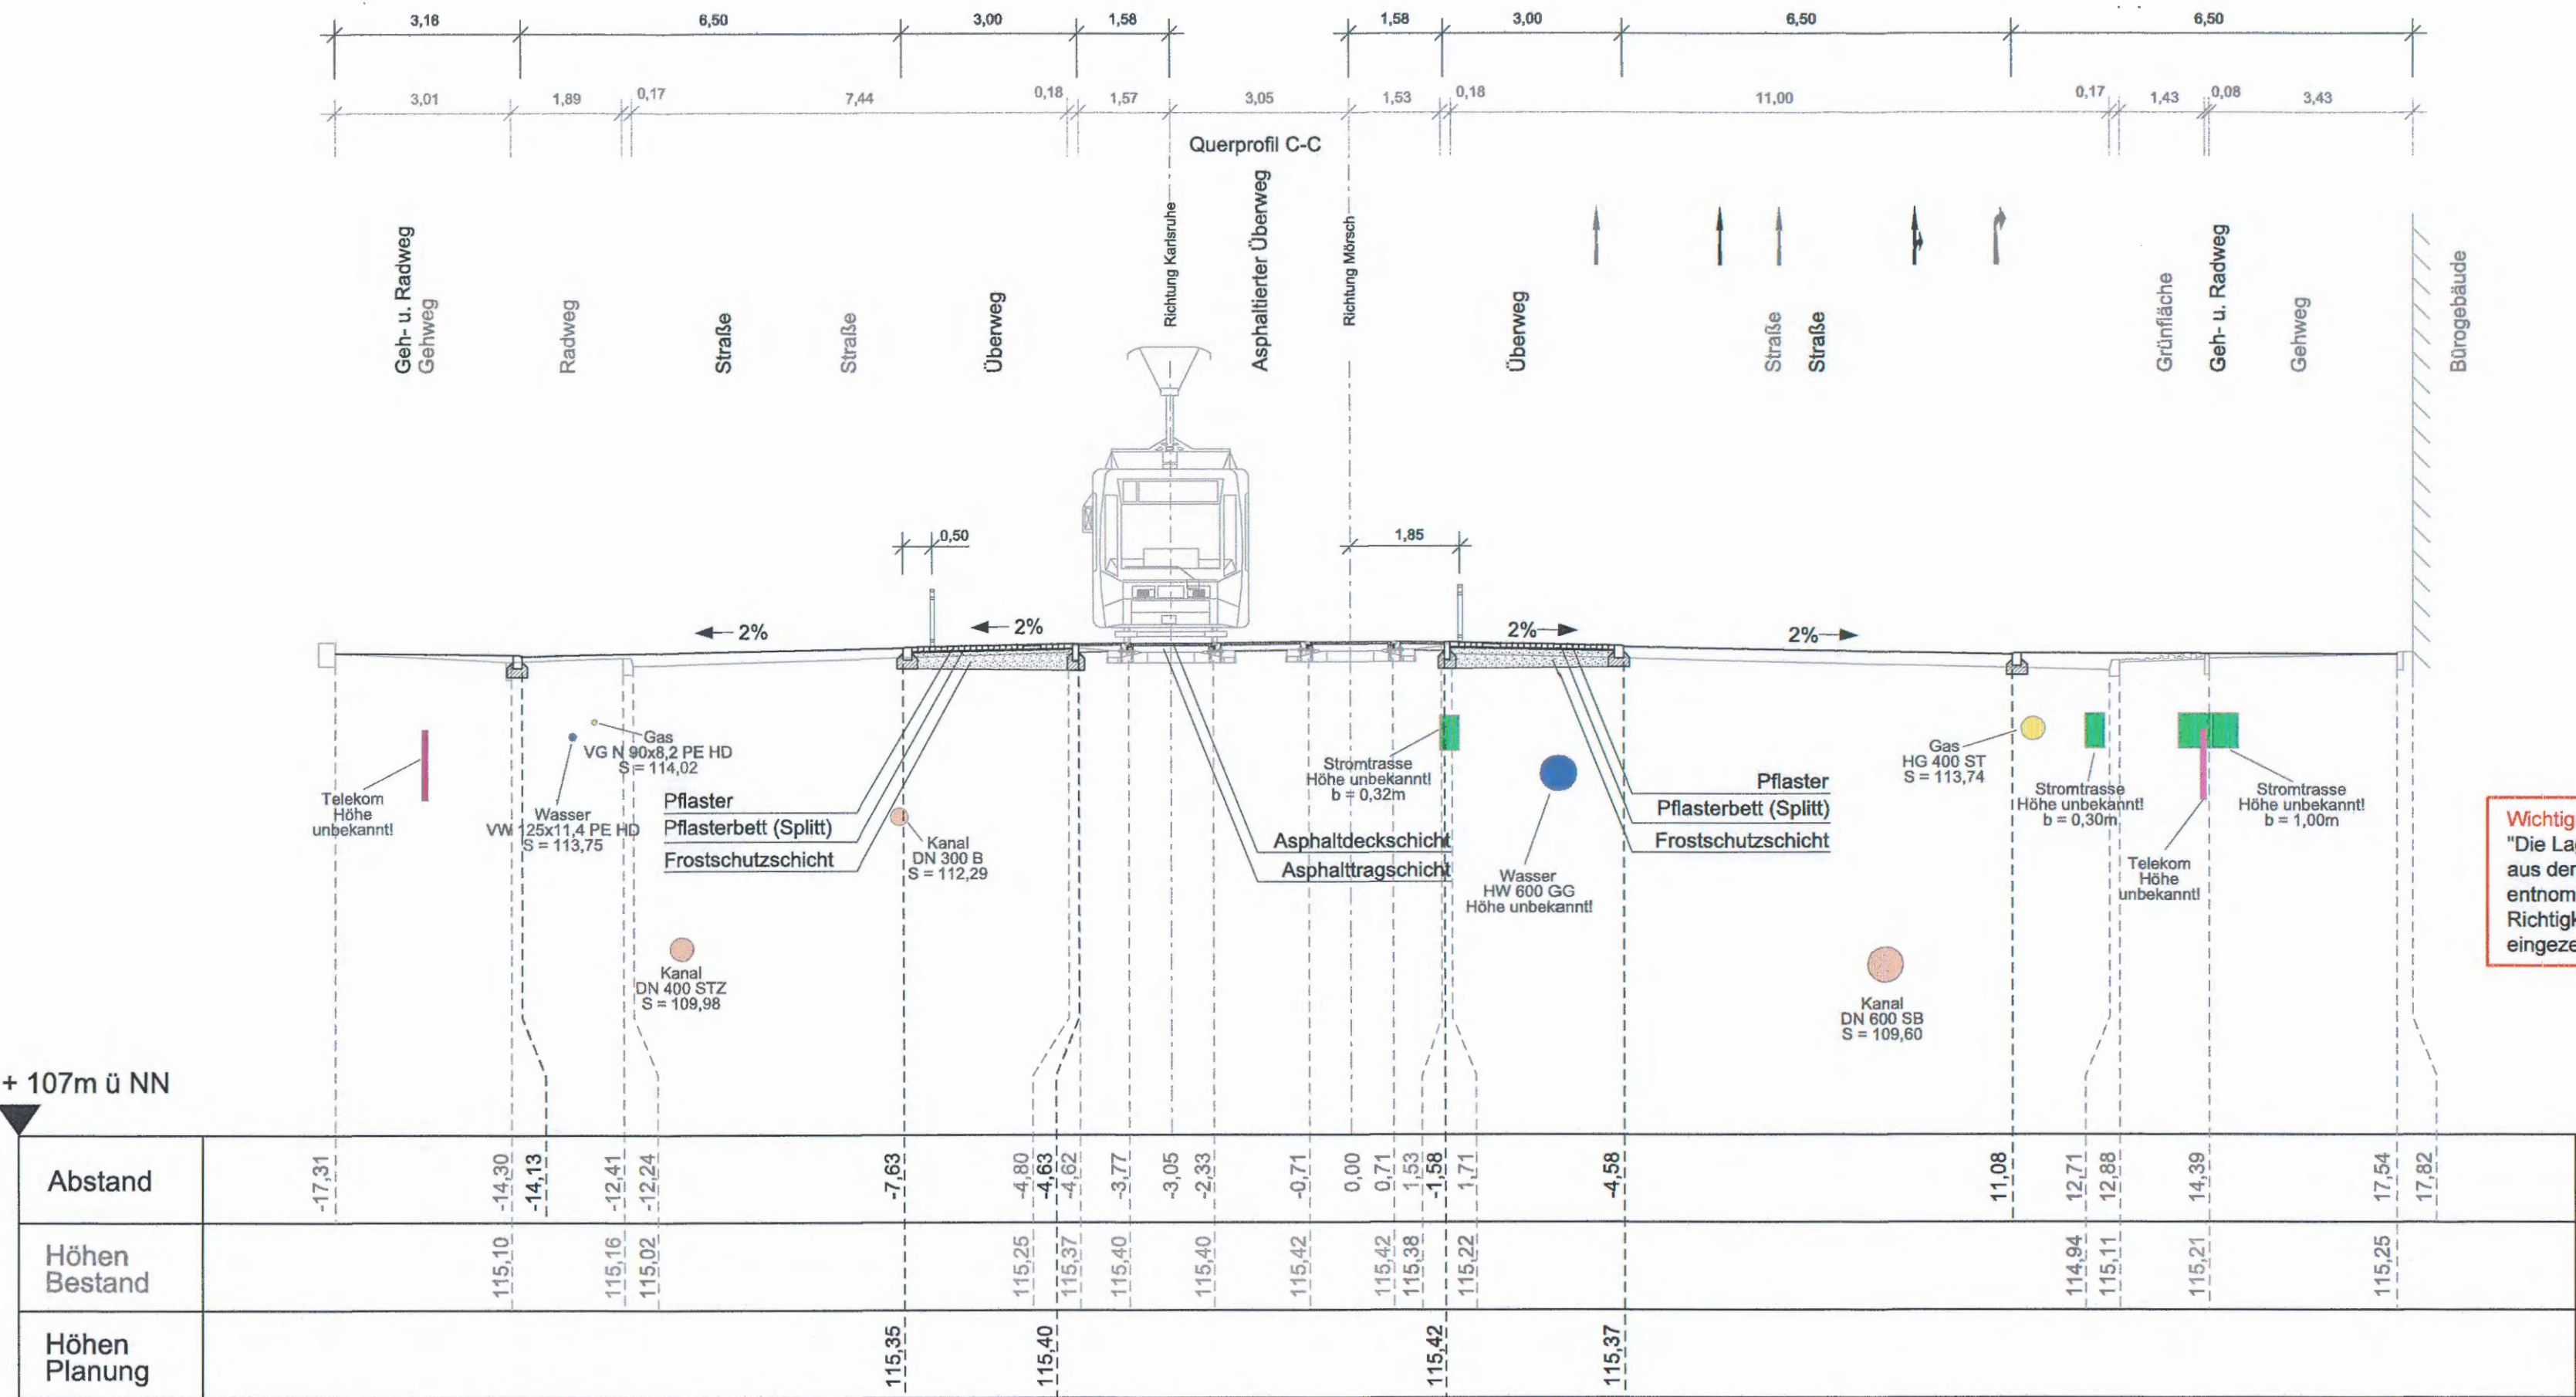 3,18 6,50 3,00 1,58 1,58 3,00 6,50 6,50
3,01 1,89 0,17 7,44 0,18 1,57 3,05 1,53 0,18 11,00 0,17 1,43 0,08 3,43
Querprofil C-C
Geh- u. Radweg
Gehweg
Radweg
Straße
Straße
Überweg
Richtung Karlsruhe
Asphaltierter Überweg
Richtung Mörsch
Überweg
Straße
Straße
Grünfläche
Geh- u. Radweg
Gehweg
Bürogebäude
0,50
1,85
2%
2%
2%
2%
Telekom
Höhe
unbekannt!
Gas
VG N 90x8,2 PE HD
S = 114,02
Wasser
VW 125x11,4 PE HD
S = 113,75
Pflaster
Pflasterbett (Splitt)
Frostschutzschicht
Kanal
DN 300 B
S = 112,29
Kanal
DN 400 STZ
S = 109,98
Stromtrasse
Höhe unbekannt!
b = 0,32m
Asphaltdeckschicht
Asphalttragschicht
Wasser
HW 600 GG
Höhe unbekannt!
Pflaster
Pflasterbett (Splitt)
Frostschutzschicht
Gas
HG 400 ST
S = 113,74
Kanal
DN 600 SB
S = 109,60
Stromtrasse
Höhe unbekannt!
b = 0,30m
Telekom
Höhe
unbekannt!
Stromtrasse
Höhe unbekannt!
b = 1,00m
Wichtig
"Die La
aus der
entnom
Richtig
eingeze
+ 107m ü NN
Abstand
-17,31 -14,30 -14,13 -12,41 -12,24 -7,63 -4,80 -4,63 -4,62 -3,77 -3,05 -2,33 -0,71 0,00 0,71 1,53 -1,58 1,71 -4,58 11,08 12,71 12,88 14,39 17,54 17,82
Höhen
Bestand
115,10 115,16 115,02 115,25 115,37 115,40 115,40 115,42 115,42 115,38 115,22 114,94 115,11 115,21 115,25
Höhen
Planung
115,35 115,40 115,42 115,37